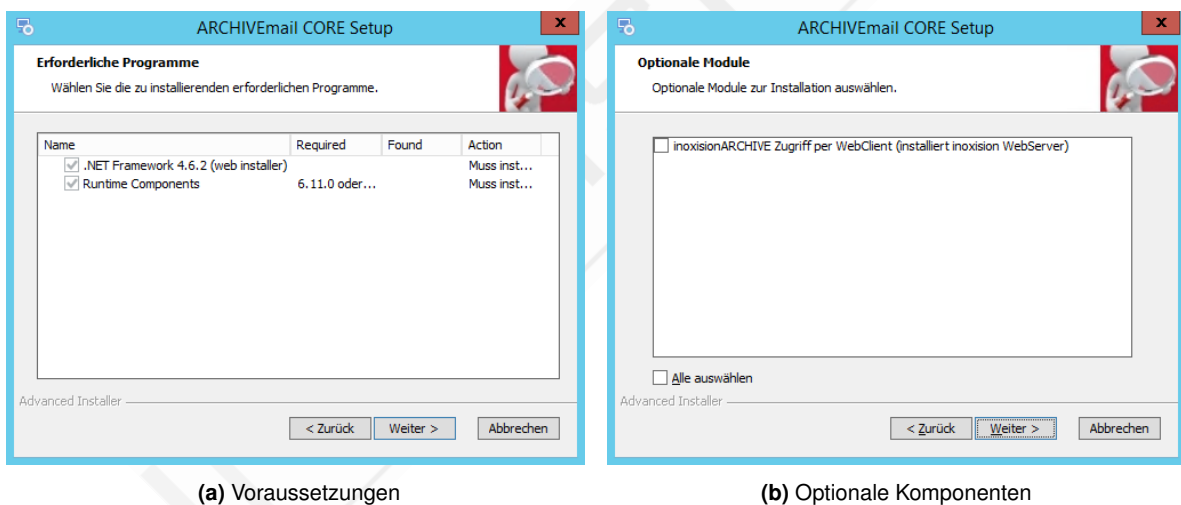 ARCHIVEmail CORE Setup
x
Erforderliche Programme
Wählen Sie die zu installierenden erforderlichen Programme.
Name Required Found Action
.NET Framework 4.6.2 (web installer) Muss inst...
Runtime Components 6.11.0 oder... Muss inst...
Advanced Installer
< Zurück Weiter > Abbrechen
(a) Voraussetzungen
ARCHIVEmail CORE Setup
x
Optionale Module
Optionale Module zur Installation auswählen.
inoxisionARCHIVE Zugriff per WebClient (installiert inoxision WebServer)
Alle auswählen
Advanced Installer
< Zurück Weiter > Abbrechen
(b) Optionale Komponenten